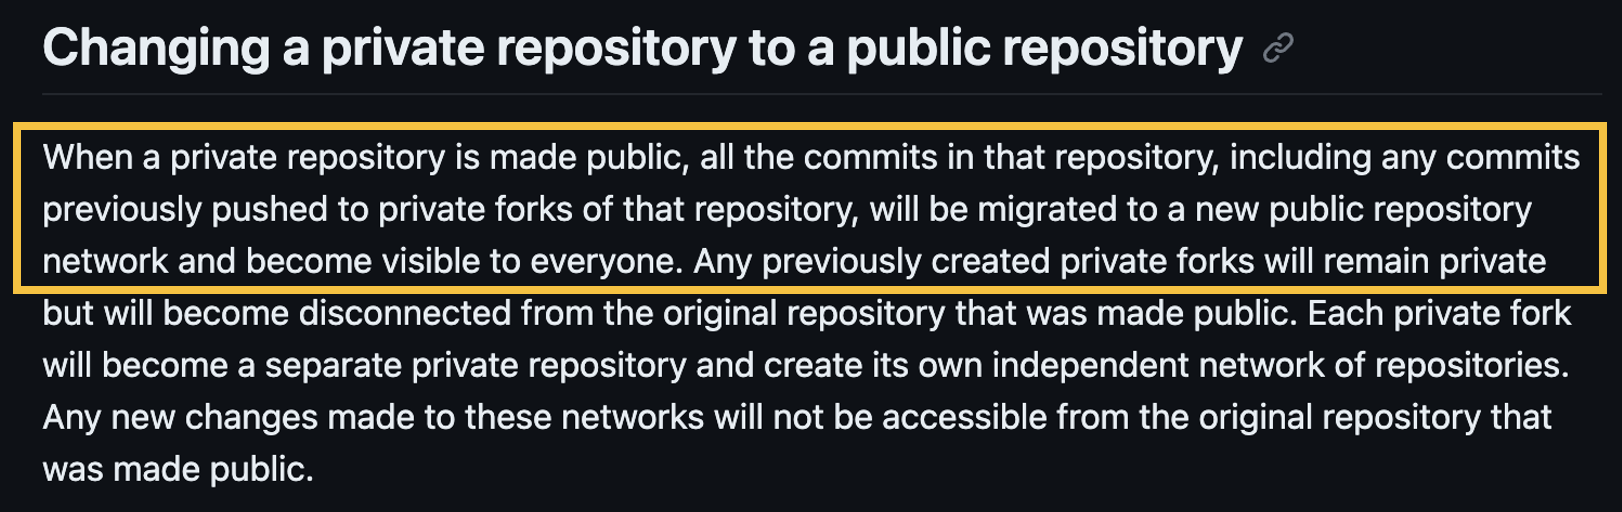 Changing a private repository to a public repository
When a private repository is made public, all the commits in that repository, including any commits
previously pushed to private forks of that repository, will be migrated to a new public repository
network and become visible to everyone. Any previously created private forks will remain private
but will become disconnected from the original repository that was made public. Each private fork
will become a separate private repository and create its own independent network of repositories.
Any new changes made to these networks will not be accessible from the original repository that
was made public.